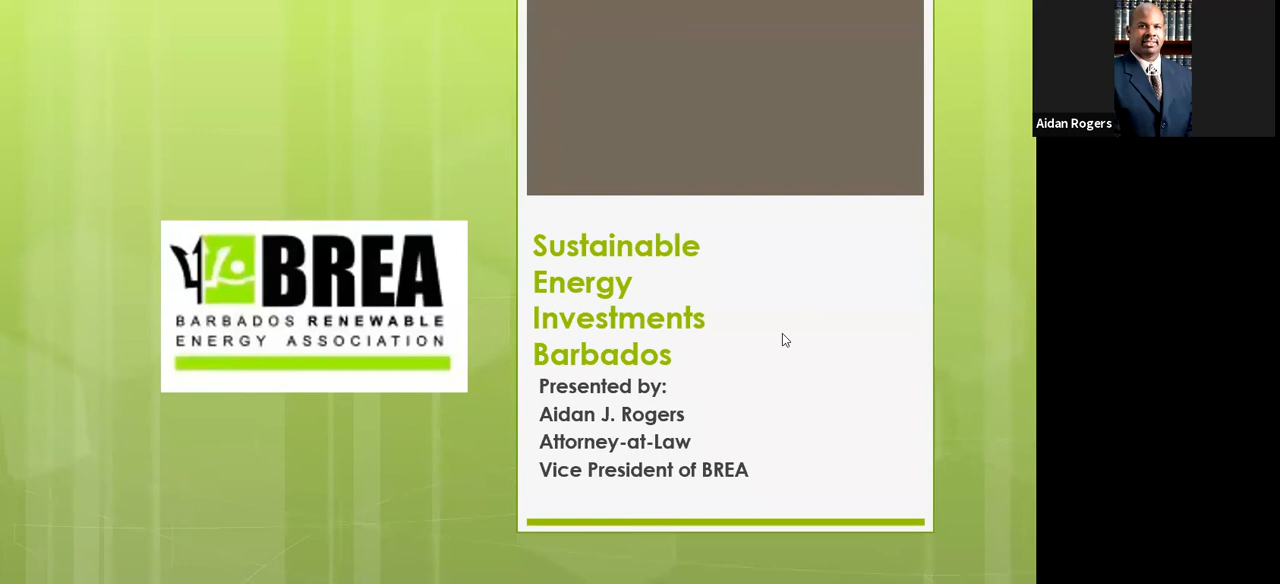 BREA
BARBADOS RENEWABLE
ENERGY ASSOCIATION
Sustainable
Energy
Investments
Barbados
Presented by:
Aidan J. Rogers
Attorney-at-Law
Vice President of BREA
Aidan Rogers